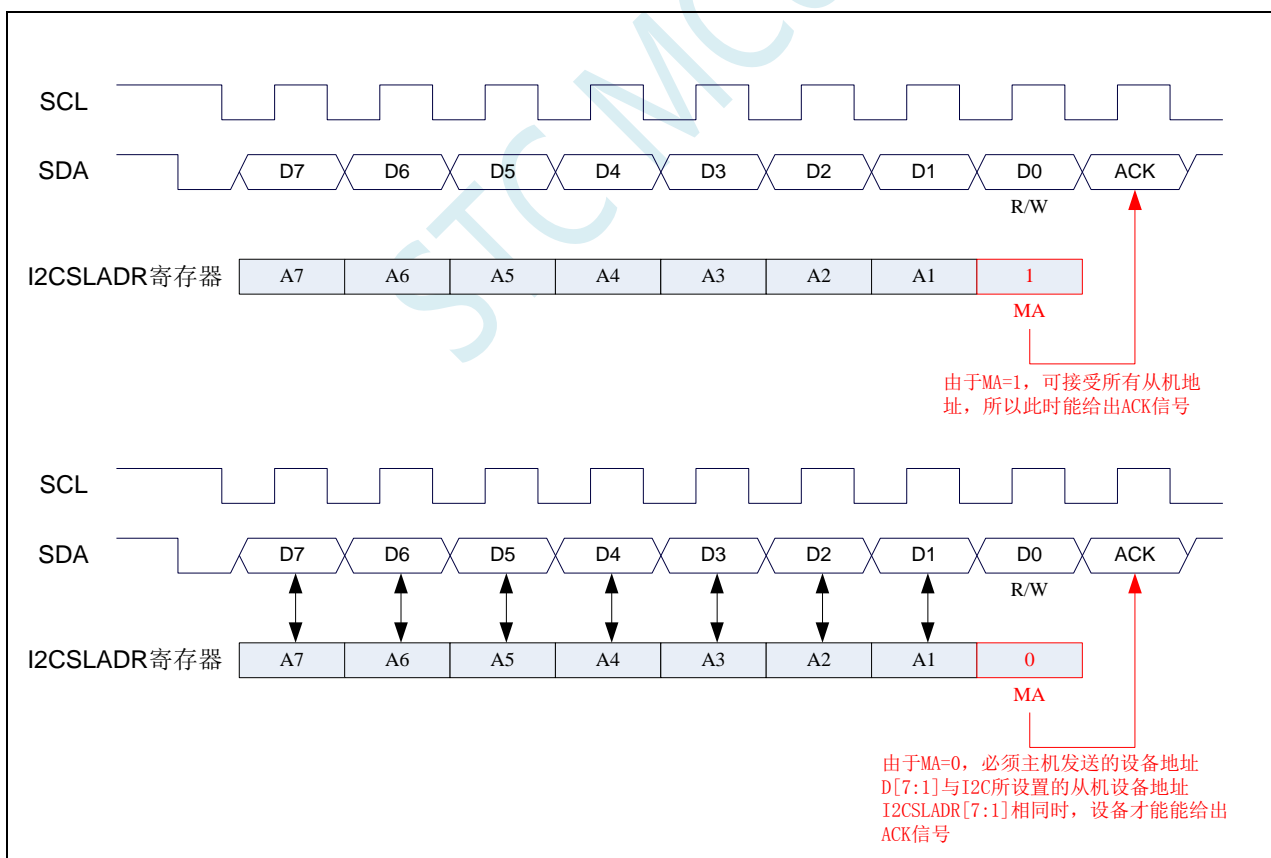 STC MC
SCL
SDA D7 D6 D5 D4 D3 D2 D1 D0 ACK
R/W
I2CSLADR寄存器 A7 A6 A5 A4 A3 A2 A1 1
MA
由于MA=1，可接受所有从机地
址，所以此时能给出ACK信号
SCL
SDA D7 D6 D5 D4 D3 D2 D1 D0 ACK
R/W
I2CSLADR寄存器 A7 A6 A5 A4 A3 A2 A1 0
MA
由于MA=0，必须主机发送的设备地址
D[7:1]与I2C所设置的从机设备地址
I2CSLADR[7:1]相同时，设备才能能给出
ACK信号